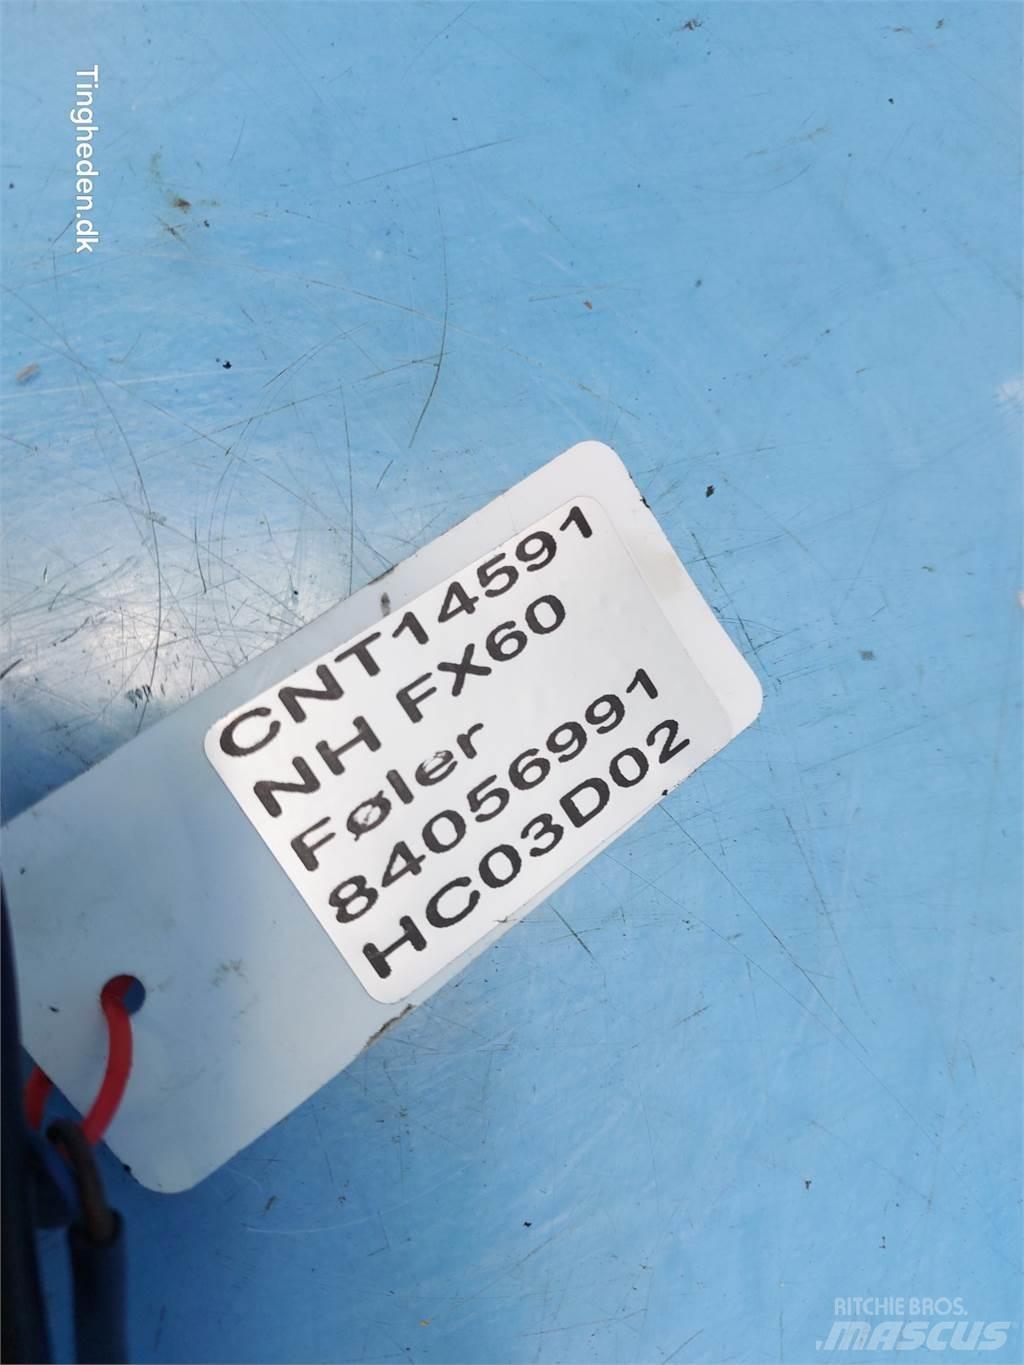 Tingheden.dk
CNT14591
NH FX60
Føler
84056991
HC03D02
RITCHIE BROS.
MASCUS